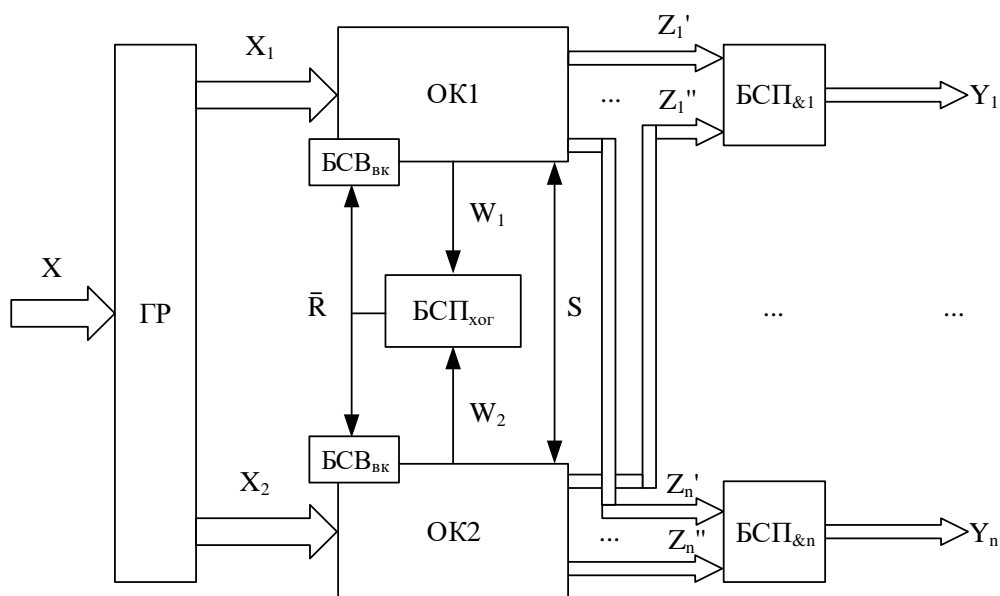 X
ГР
X₁
X₂
ОК1
БСВвк
W₁
R̄
БСПхог
S
W₂
БСВвк
ОК2
Z₁'
...
Z₁''
БСП&1
Y₁
...
...
Zₙ'
...
Zₙ''
БСП&n
Yₙ